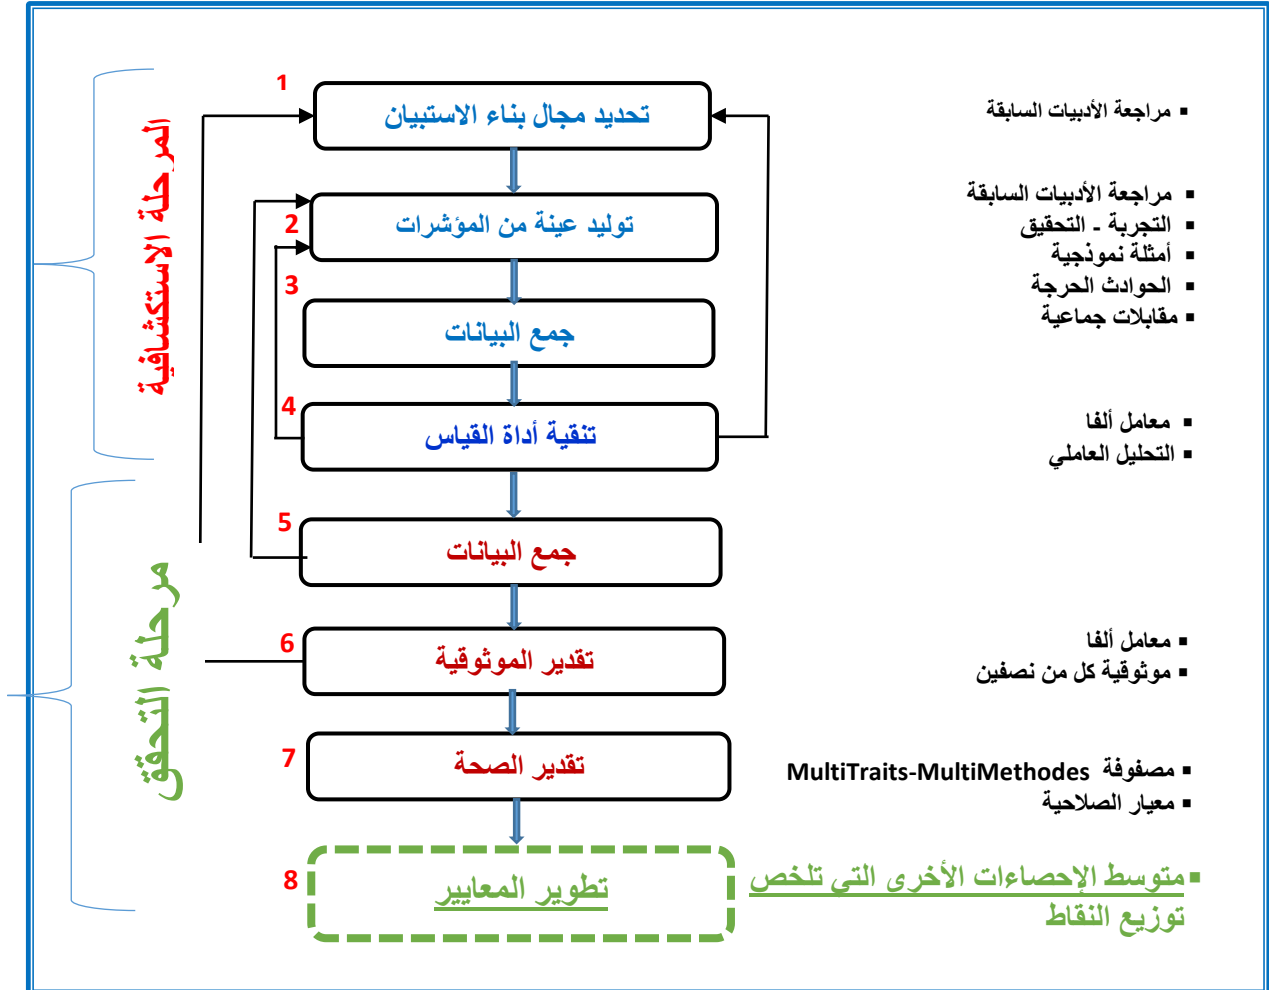 المرحلة الاستكشافية
1
تحديد مجال بناء الاستبيان
▪ مراجعة الأدبيات السابقة
2
توليد عينة من المؤشرات
▪ مراجعة الأدبيات السابقة
▪ التجربة - التحقيق
▪ أمثلة نموذجية
▪ الحوادث الحرجة
▪ مقابلات جماعية
3
جمع البيانات
4
تنقية أداة القياس
▪ معامل ألفا
▪ التحليل العاملي
مرحلة التحقق
5
جمع البيانات
6
تقدير الموثوقية
▪ معامل ألفا
▪ موثوقية كل من نصفين
7
تقدير الصحة
▪ مصفوفة MultiTraits-MultiMethodes
▪ معيار الصلاحية
8
تطوير المعايير
▪ متوسط الإحصاءات الأخرى التي تلخص
توزيع النقاط